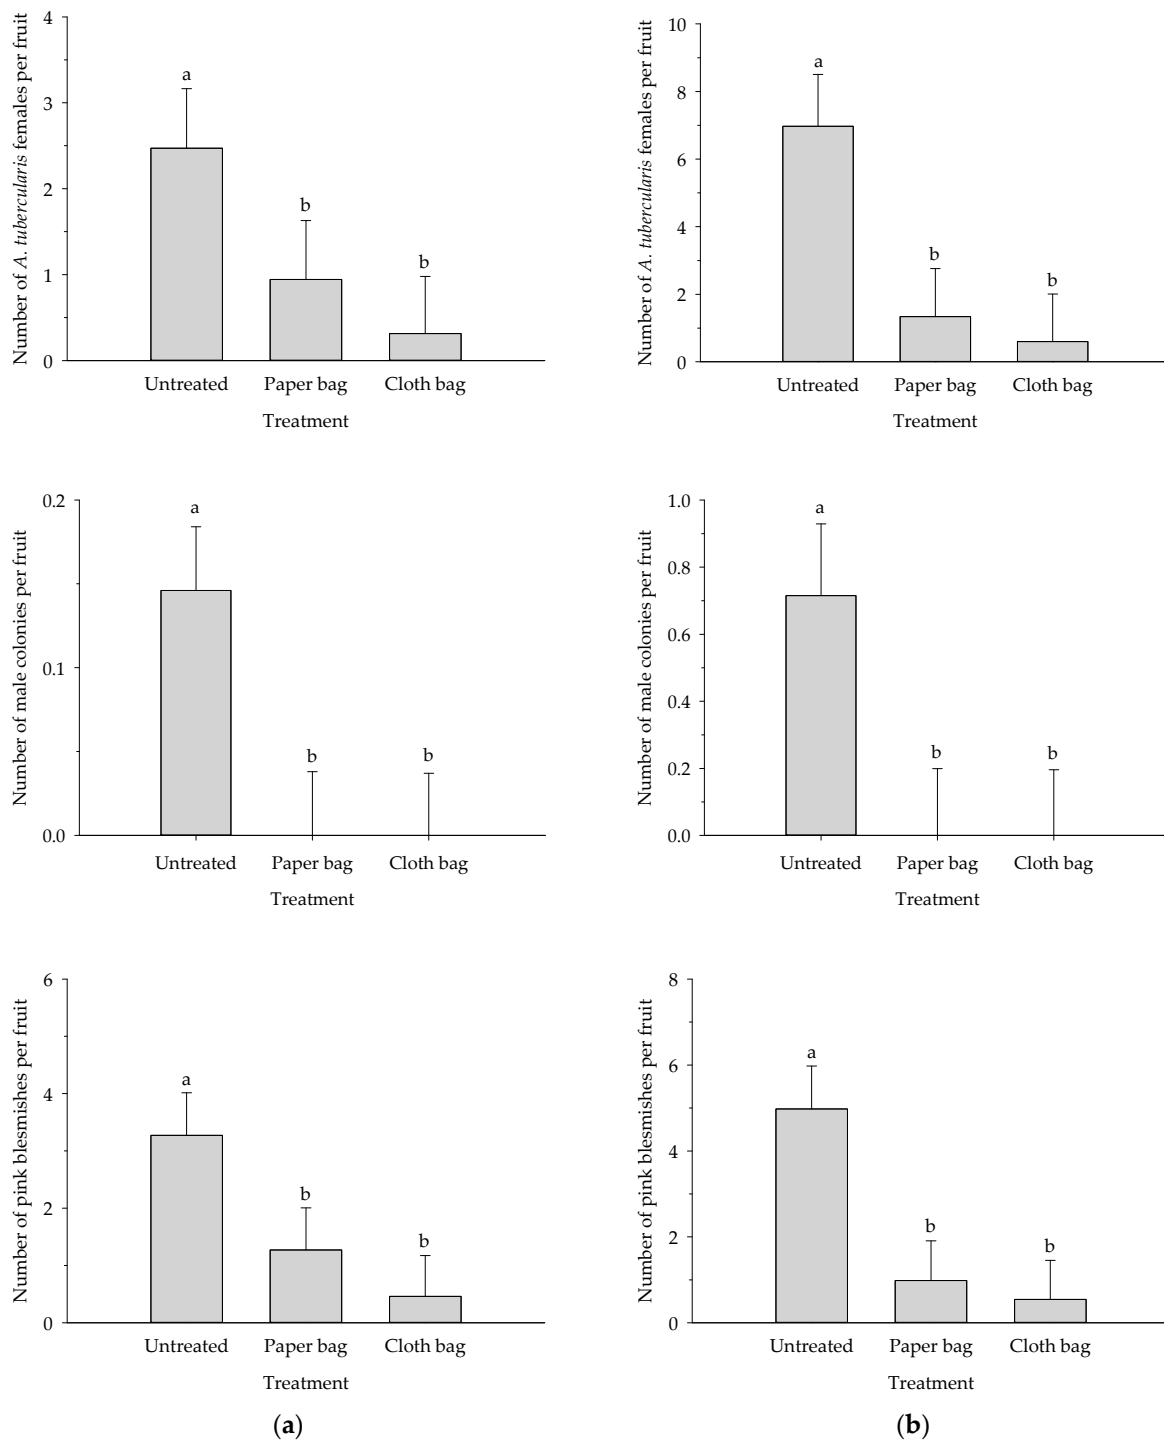 Number of A. tubercularis females per fruit
4
3
2
1
0
a
b
b
Untreated Paper bag Cloth bag
Treatment
Number of A. tubercularis females per fruit
10
8
6
4
2
0
a
b
b
Untreated Paper bag Cloth bag
Treatment
Number of male colonies per fruit
0.2
0.1
0.0
a
b
b
Untreated Paper bag Cloth bag
Treatment
Number of male colonies per fruit
1.0
0.8
0.6
0.4
0.2
0.0
a
b
b
Untreated Paper bag Cloth bag
Treatment
Number of pink blesmishes per fruit
6
4
2
0
a
b
b
Untreated Paper bag Cloth bag
Treatment
(a)
Number of pink blesmishes per fruit
8
6
4
2
0
a
b
b
Untreated Paper bag Cloth bag
Treatment
(b)